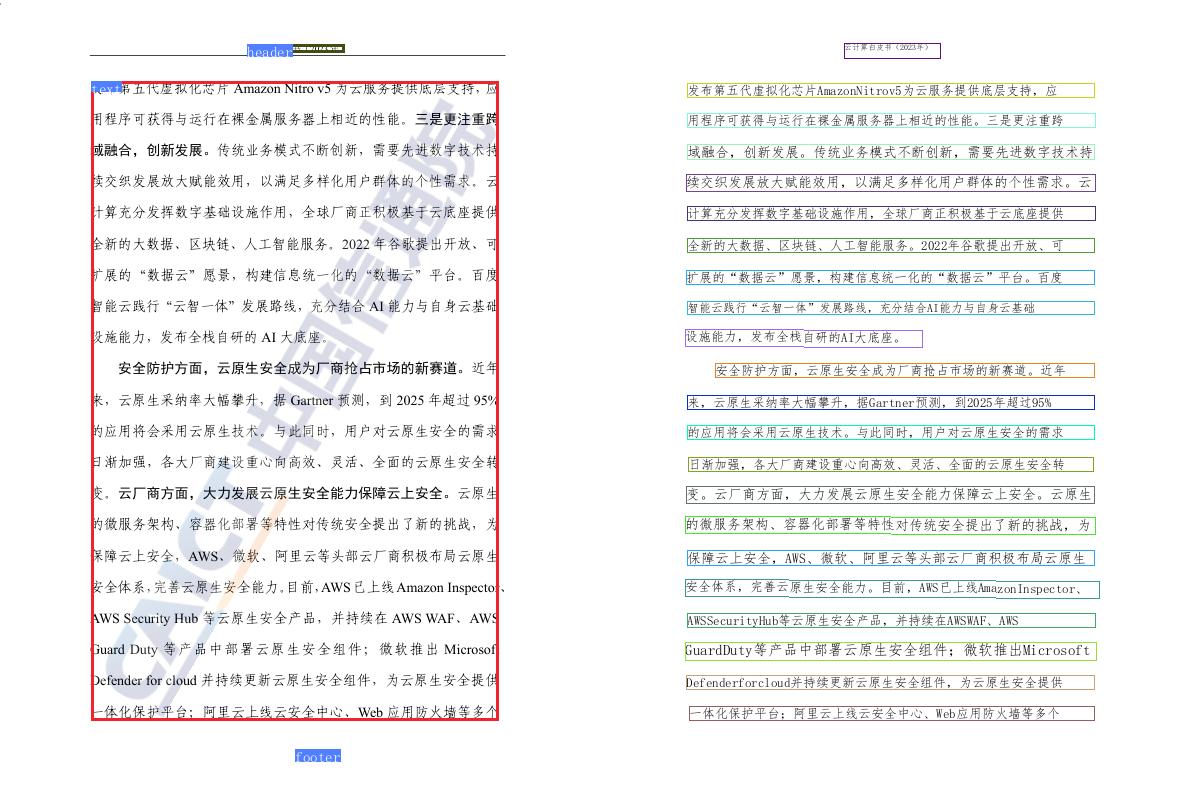 header
text 第五代虚拟化芯片 Amazon Nitro v5 为云服务提供底层支持，应
用程序可获得与运行在裸金属服务器上相近的性能。三是更注重跨
域融合，创新发展。传统业务模式不断创新，需要先进数字技术持
续交织发展放大赋能效用，以满足多样化用户群体的个性需求。云
计算充分发挥数字基础设施作用，全球厂商正积极基于云底座提供
全新的大数据、区块链、人工智能服务。2022 年谷歌提出开放、可
扩展的“数据云”愿景，构建信息统一化的“数据云”平台。百度
智能云践行“云智一体”发展路线，充分结合 AI 能力与自身云基础
设施能力，发布全栈自研的 AI 大底座。
安全防护方面，云原生安全成为厂商抢占市场的新赛道。近年
来，云原生采纳率大幅攀升，据 Gartner 预测，到 2025 年超过 95%
的应用将会采用云原生技术。与此同时，用户对云原生安全的需求
日渐加强，各大厂商建设重心向高效、灵活、全面的云原生安全转
变。云厂商方面，大力发展云原生安全能力保障云上安全。云原生
的微服务架构、容器化部署等特性对传统安全提出了新的挑战，为
保障云上安全，AWS、微软、阿里云等头部云厂商积极布局云原生
安全体系，完善云原生安全能力。目前，AWS 已上线 Amazon Inspector、
AWS Security Hub 等云原生安全产品，并持续在 AWS WAF、AWS
Guard Duty 等产品中部署云原生安全组件；微软推出 Microsoft
Defender for cloud 并持续更新云原生安全组件，为云原生安全提供
一体化保护平台；阿里云上线云安全中心、Web 应用防火墙等多个
CAICT 中国信通院
footer
云计算白皮书（2023年）
发布第五代虚拟化芯片AmazonNitrov5为云服务提供底层支持，应
用程序可获得与运行在裸金属服务器上相近的性能。三是更注重跨
域融合，创新发展。传统业务模式不断创新，需要先进数字技术持
续交织发展放大赋能效用，以满足多样化用户群体的个性需求。云
计算充分发挥数字基础设施作用，全球厂商正积极基于云底座提供
全新的大数据、区块链、人工智能服务。2022年谷歌提出开放、可
扩展的“数据云”愿景，构建信息统一化的“数据云”平台。百度
智能云践行“云智一体”发展路线，充分结合AI能力与自身云基础
设施能力，发布全栈自研的AI大底座。
安全防护方面，云原生安全成为厂商抢占市场的新赛道。近年
来，云原生采纳率大幅攀升，据Gartner预测，到2025年超过95%
的应用将会采用云原生技术。与此同时，用户对云原生安全的需求
日渐加强，各大厂商建设重心向高效、灵活、全面的云原生安全转
变。云厂商方面，大力发展云原生安全能力保障云上安全。云原生
的微服务架构、容器化部署等特性对传统安全提出了新的挑战，为
保障云上安全，AWS、微软、阿里云等头部云厂商积极布局云原生
安全体系，完善云原生安全能力。目前，AWS已上线AmazonInspector、
AWSSecurityHub等云原生安全产品，并持续在AWSWAF、AWS
GuardDuty等产品中部署云原生安全组件；微软推出Microsoft
Defenderforcloud并持续更新云原生安全组件，为云原生安全提供
一体化保护平台；阿里云上线云安全中心、Web应用防火墙等多个